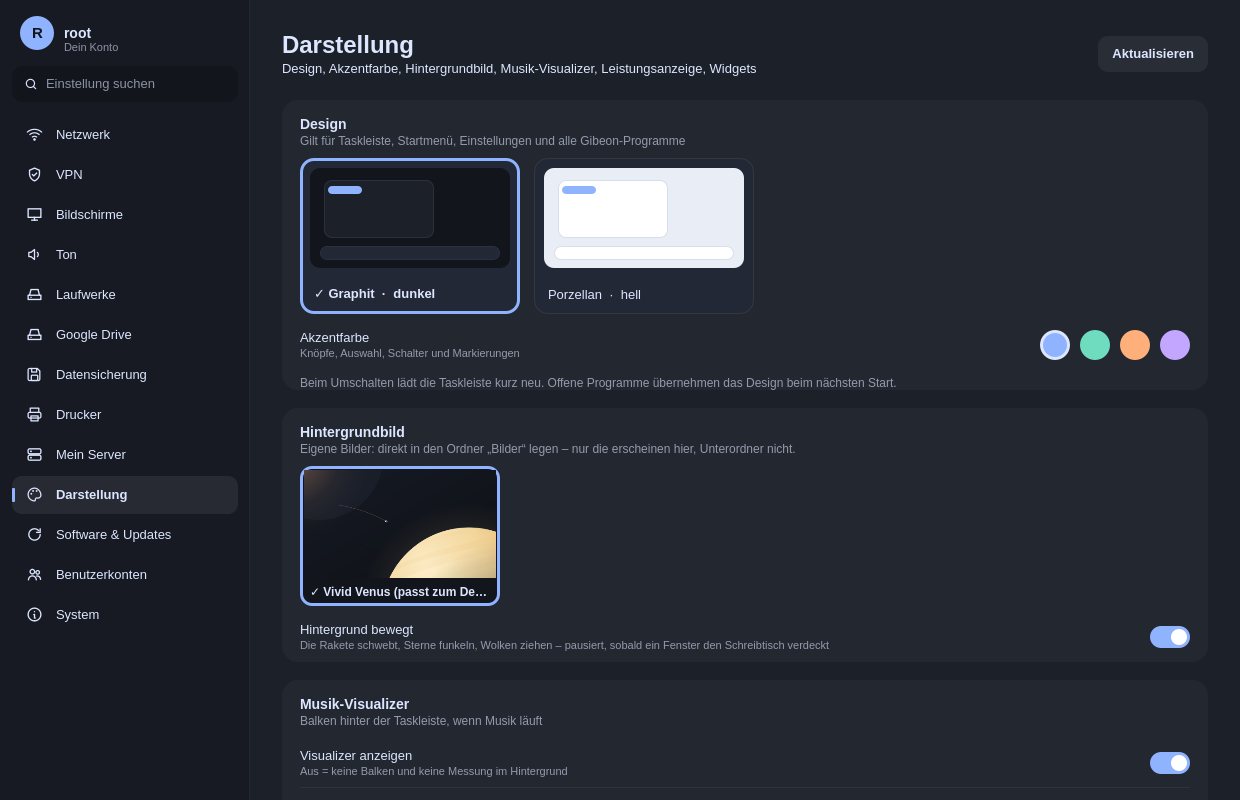 R
root
Dein Konto
Einstellung suchen
Netzwerk
VPN
Bildschirme
Ton
Laufwerke
Google Drive
Datensicherung
Drucker
Mein Server
Darstellung
Software & Updates
Benutzerkonten
System
Darstellung
Design, Akzentfarbe, Hintergrundbild, Musik-Visualizer, Leistungsanzeige, Widgets
Aktualisieren
Design
Gilt für Taskleiste, Startmenü, Einstellungen und alle Gibeon-Programme
✓ Graphit · dunkel
Porzellan · hell
Akzentfarbe
Knöpfe, Auswahl, Schalter und Markierungen
Beim Umschalten lädt die Taskleiste kurz neu. Offene Programme übernehmen das Design beim nächsten Start.
Hintergrundbild
Eigene Bilder: direkt in den Ordner „Bilder“ legen – nur die erscheinen hier, Unterordner nicht.
✓ Vivid Venus (passt zum De…
Hintergrund bewegt
Die Rakete schwebt, Sterne funkeln, Wolken ziehen – pausiert, sobald ein Fenster den Schreibtisch verdeckt
Musik-Visualizer
Balken hinter der Taskleiste, wenn Musik läuft
Visualizer anzeigen
Aus = keine Balken und keine Messung im Hintergrund